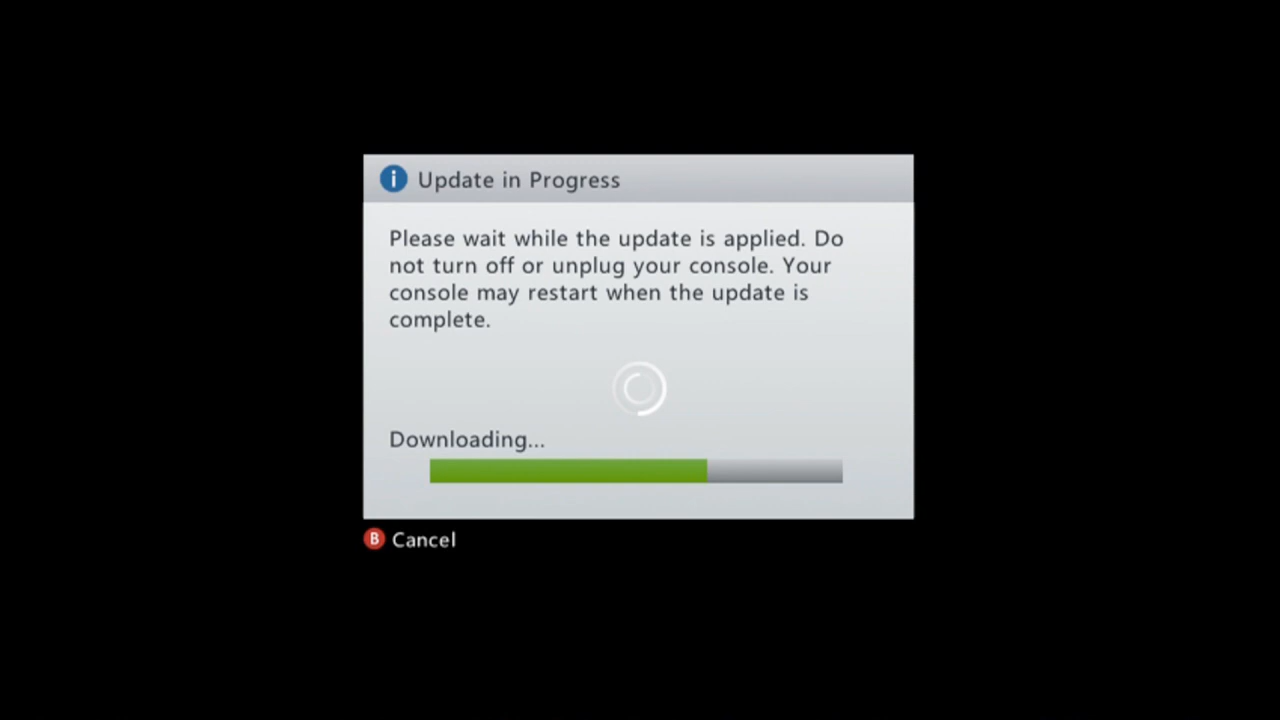 i Update in Progress
Please wait while the update is applied. Do
not turn off or unplug your console. Your
console may restart when the update is
complete.
Downloading...
B Cancel